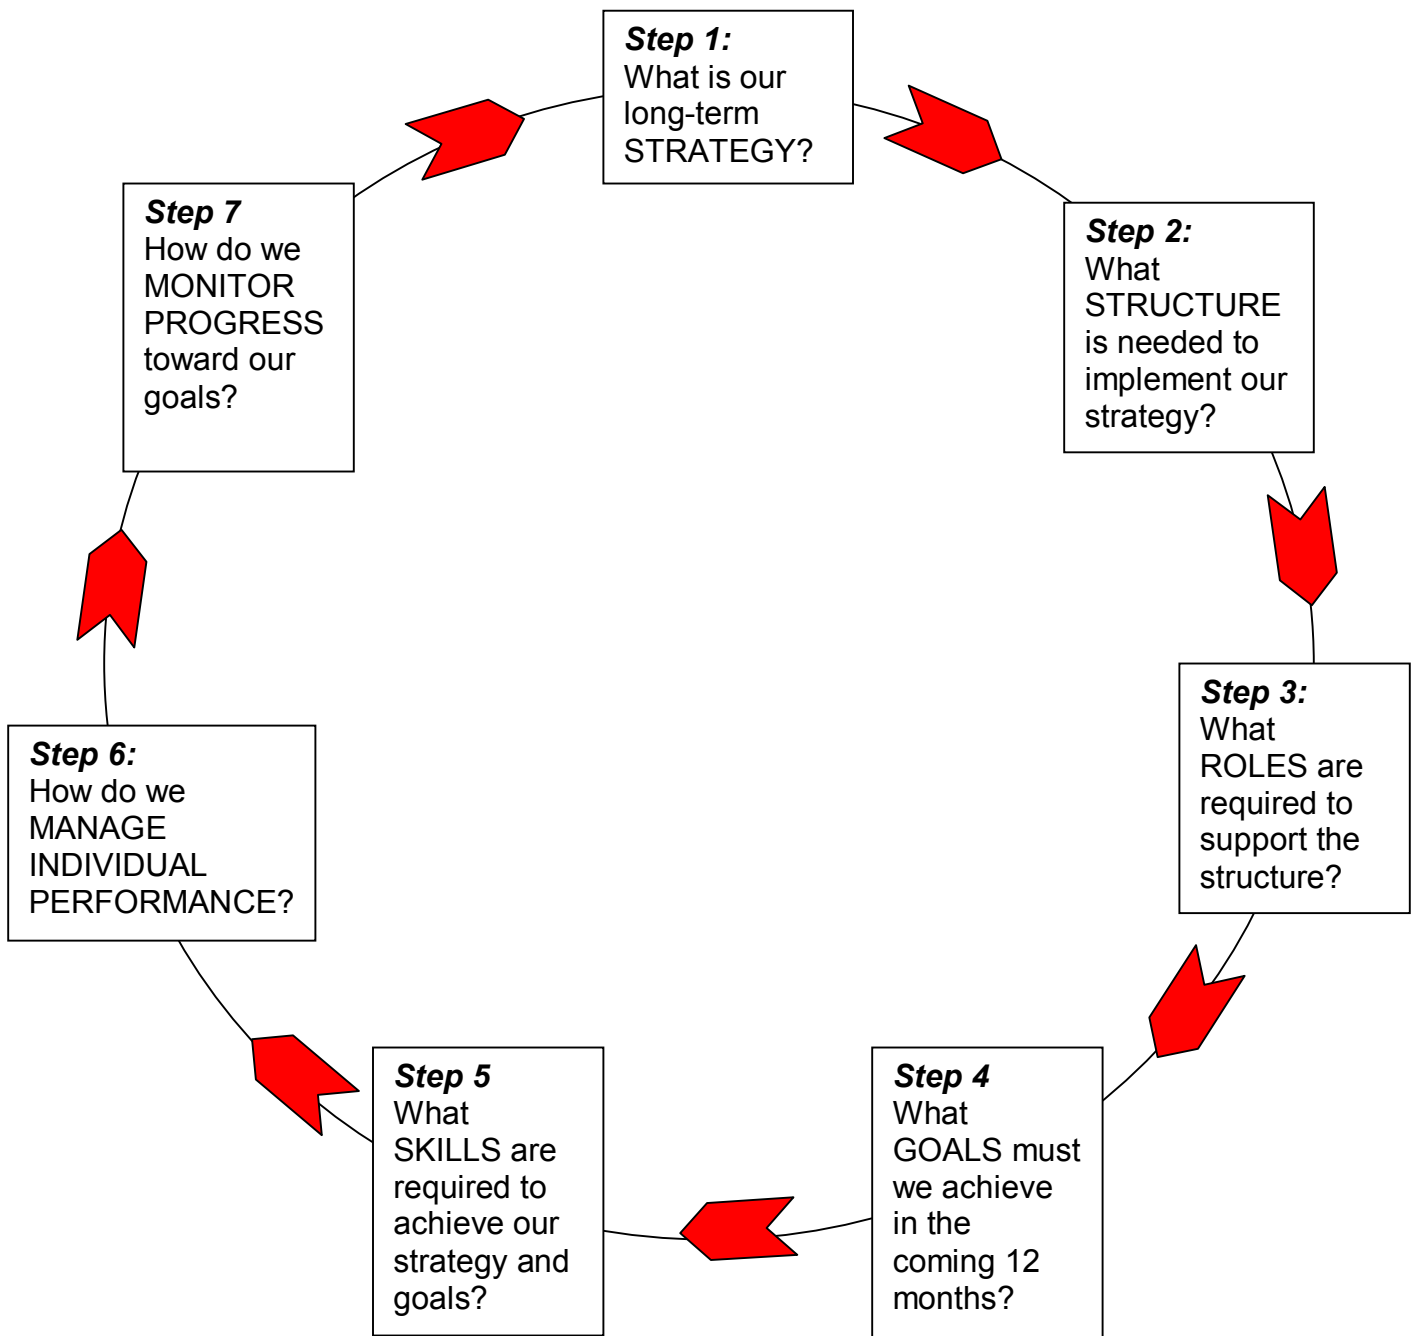 Step 1:
What is our
long-term
STRATEGY?
Step 2:
What
STRUCTURE
is needed to
implement our
strategy?
Step 3:
What
ROLES are
required to
support the
structure?
Step 4
What
GOALS must
we achieve
in the
coming 12
months?
Step 5
What
SKILLS are
required to
achieve our
strategy and
goals?
Step 6:
How do we
MANAGE
INDIVIDUAL
PERFORMANCE?
Step 7
How do we
MONITOR
PROGRESS
toward our
goals?